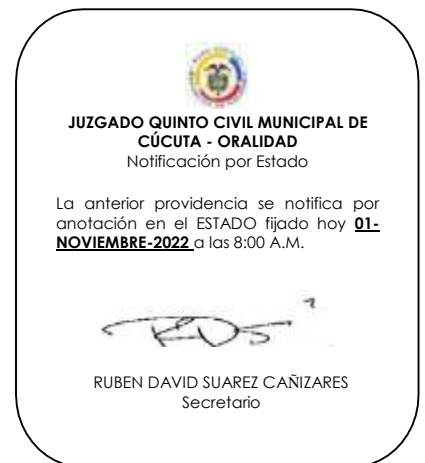 JUZGADO QUINTO CIVIL MUNICIPAL DE
CÚCUTA - ORALIDAD
Notificación por Estado
La anterior providencia se notifica por
anotación en el ESTADO fijado hoy 01-
NOVIEMBRE-2022 a las 8:00 A.M.
RUBEN DAVID SUAREZ CAÑIZARES
Secretario